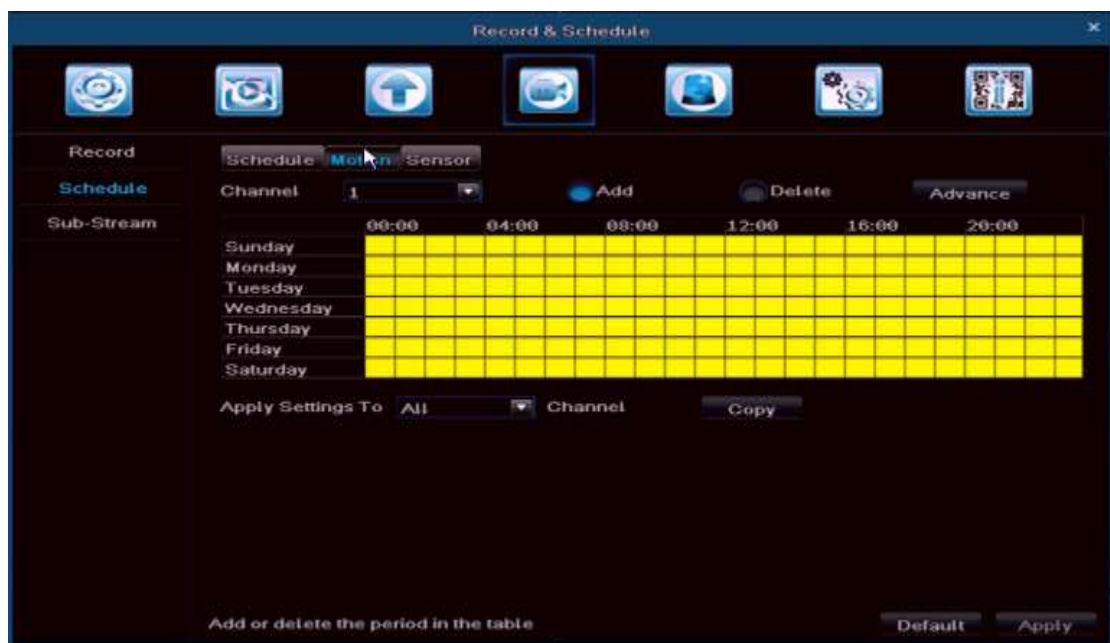 Record & Schedule ×
Record
Schedule
Sub-Stream
Schedule Motion Sensor
Channel 1 Add Delete Advance
00:00 04:00 08:00 12:00 16:00 20:00
Sunday
Monday
Tuesday
Wednesday
Thursday
Friday
Saturday
Apply Settings To All Channel Copy
Add or delete the period in the table Default Apply